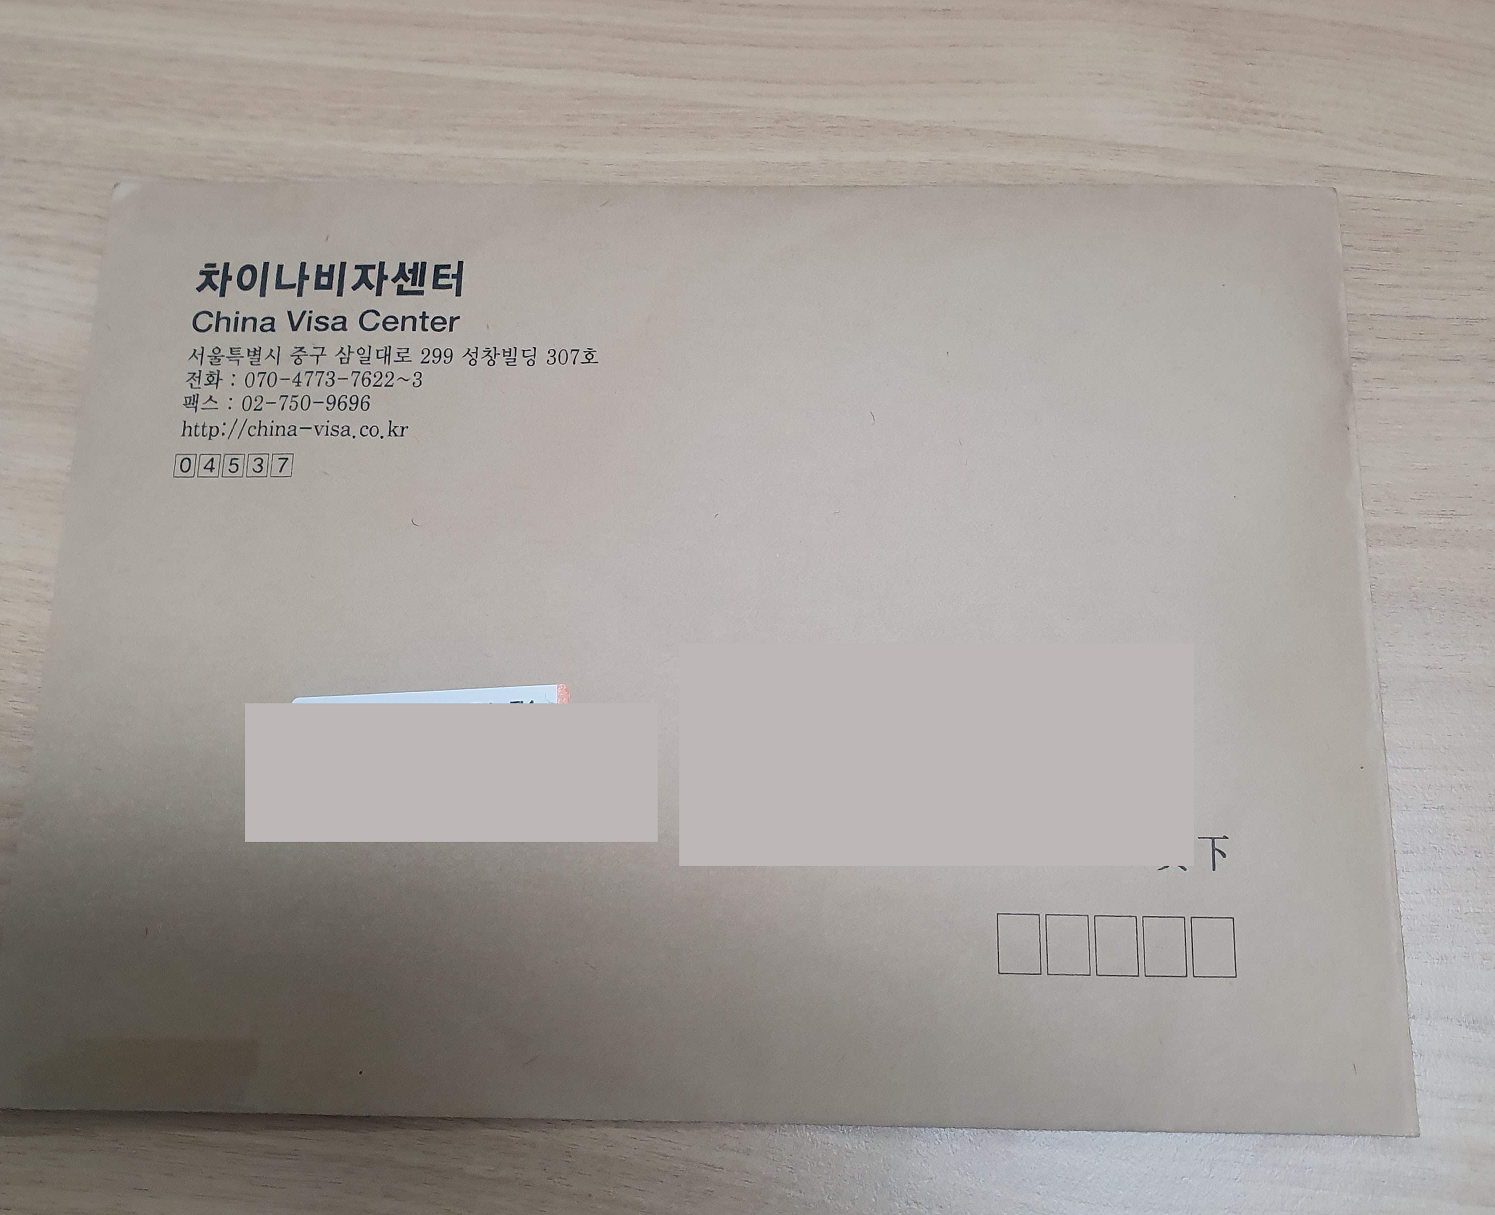 차이나비자센터
China Visa Center
서울특별시 중구 삼일대로 299 성창빌딩 307호
전화 : 070-4773-7622~3
팩스 : 02-750-9696
http://china-visa.co.kr
04537
下